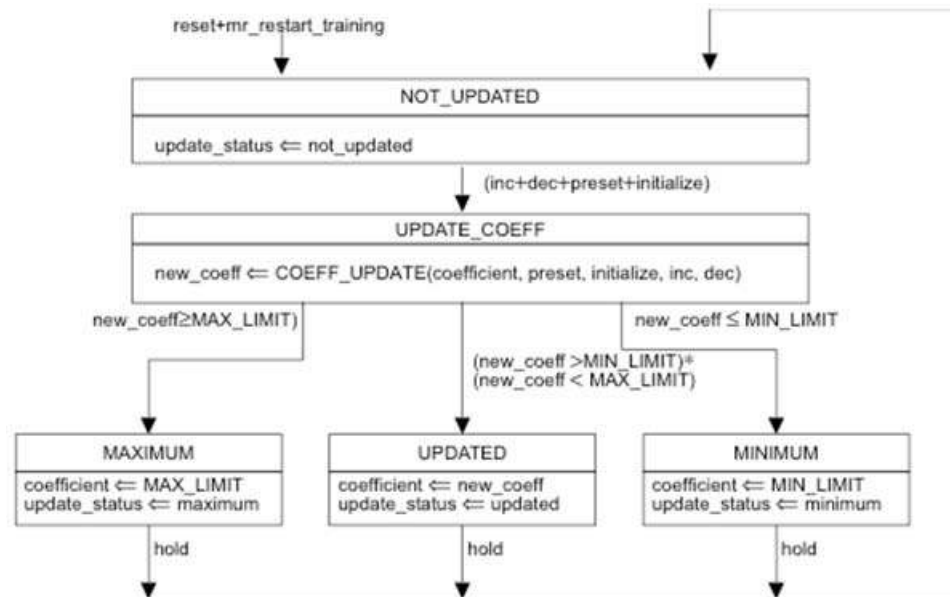 reset+mr_restart_training
NOT_UPDATED
update_status ⇐ not_updated
(inc+dec+preset+initialize)
UPDATE_COEFF
new_coeff ⇐ COEFF_UPDATE(coefficient, preset, initialize, inc, dec)
new_coeff≥MAX_LIMIT)
new_coeff ≤ MIN_LIMIT
(new_coeff >MIN_LIMIT)*
(new_coeff < MAX_LIMIT)
MAXIMUM
coefficient ⇐ MAX_LIMIT
update_status ⇐ maximum
hold
UPDATED
coefficient ⇐ new_coeff
update_status ⇐ updated
hold
MINIMUM
coefficient ⇐ MIN_LIMIT
update_status ⇐ minimum
hold